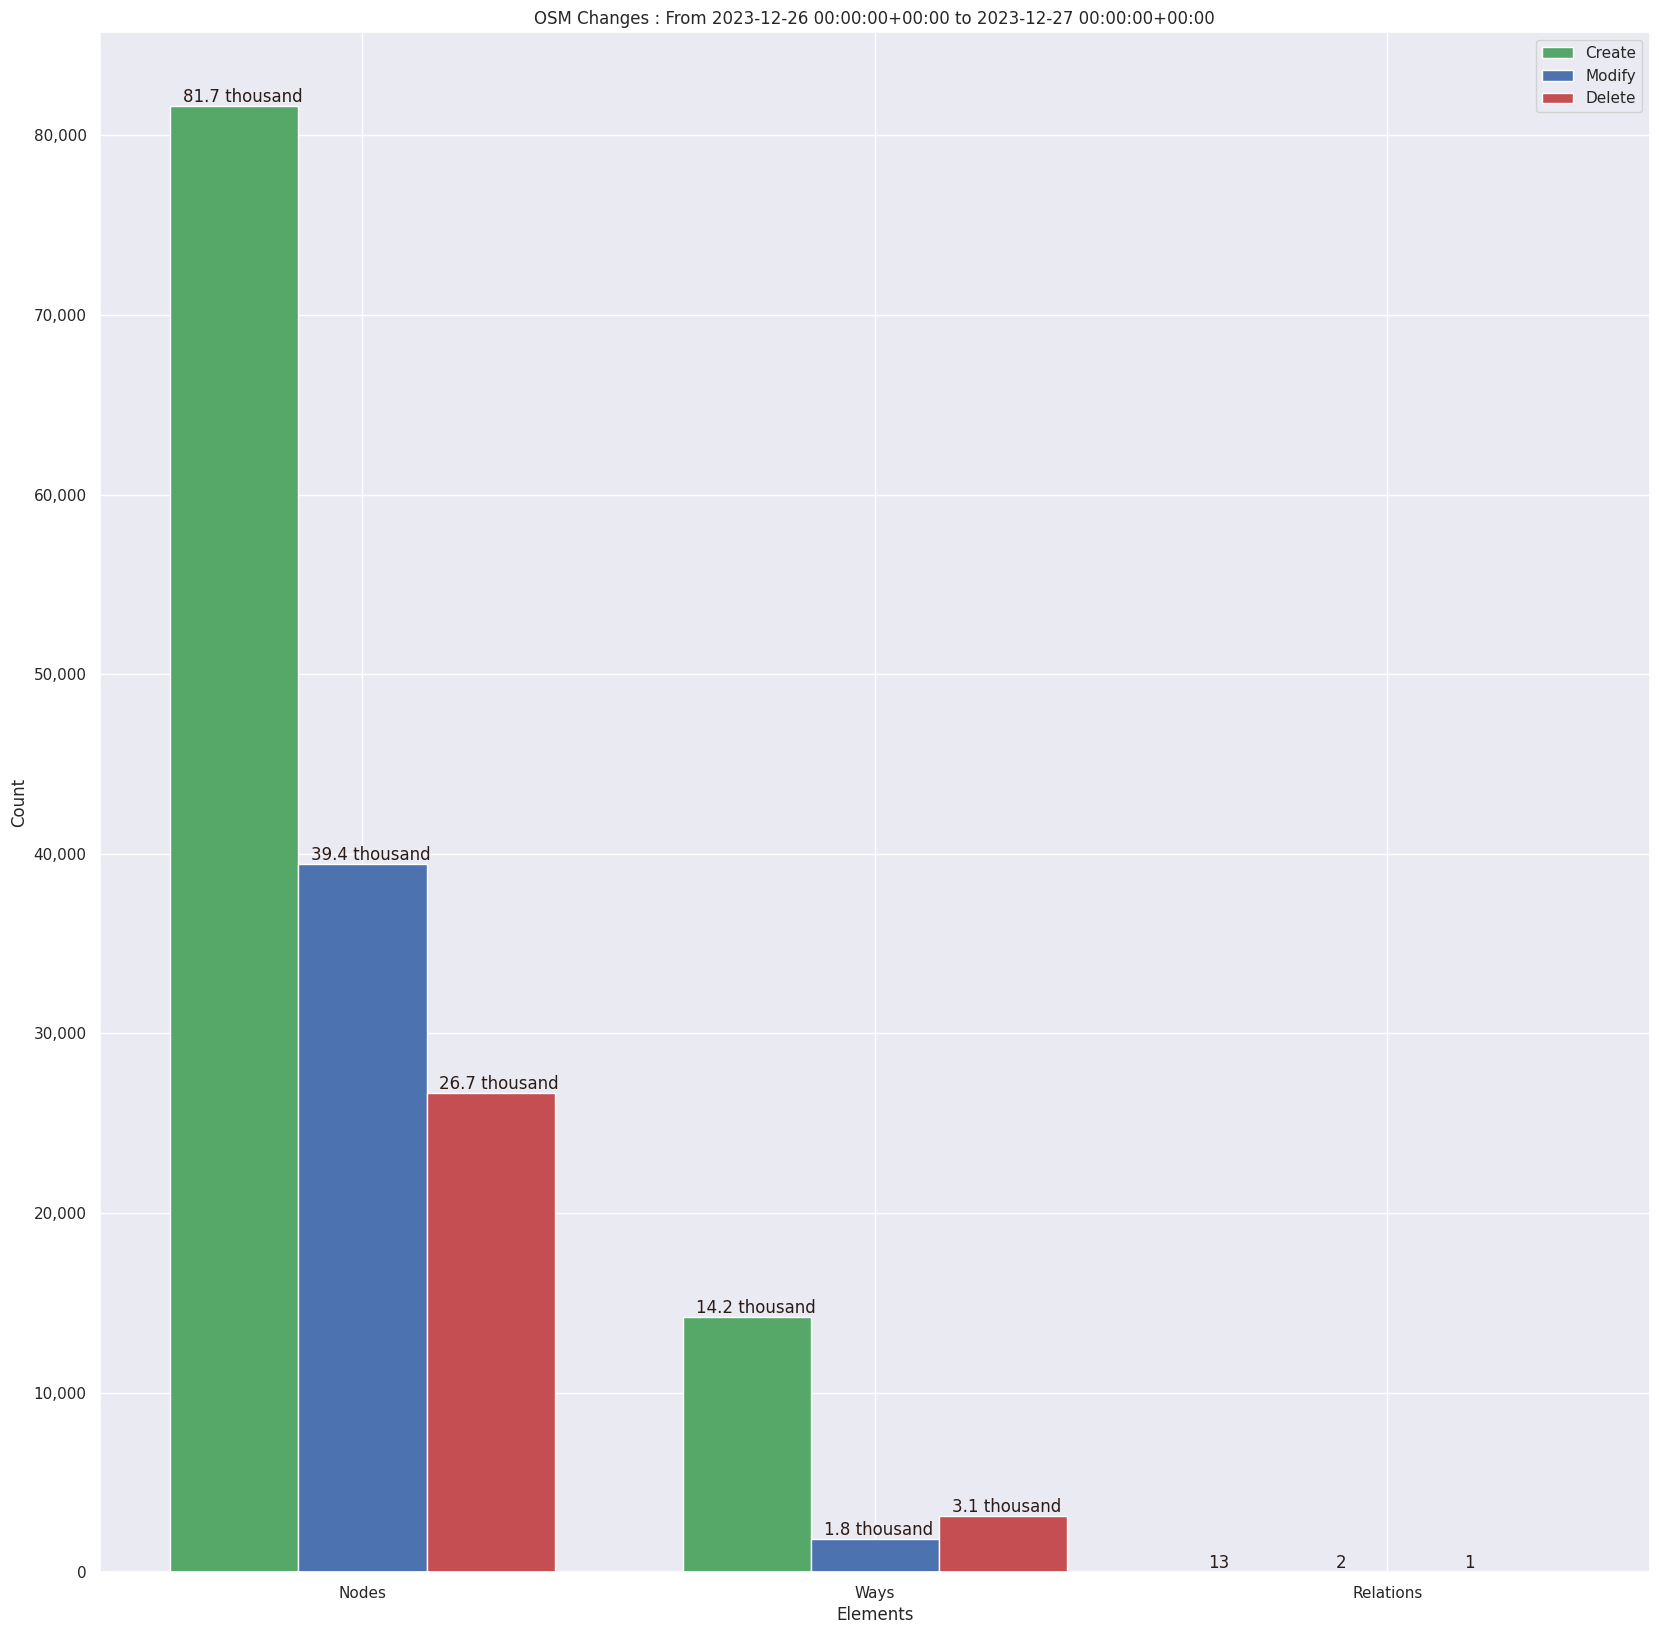 OSM Changes : From 2023-12-26 00:00:00+00:00 to 2023-12-27 00:00:00+00:00
Create
Modify
Delete
81.7 thousand
80,000
70,000
60,000
50,000
Count
40,000
39.4 thousand
30,000
26.7 thousand
20,000
14.2 thousand
10,000
3.1 thousand
1.8 thousand
13 2 1
0
Nodes Ways Relations
Elements